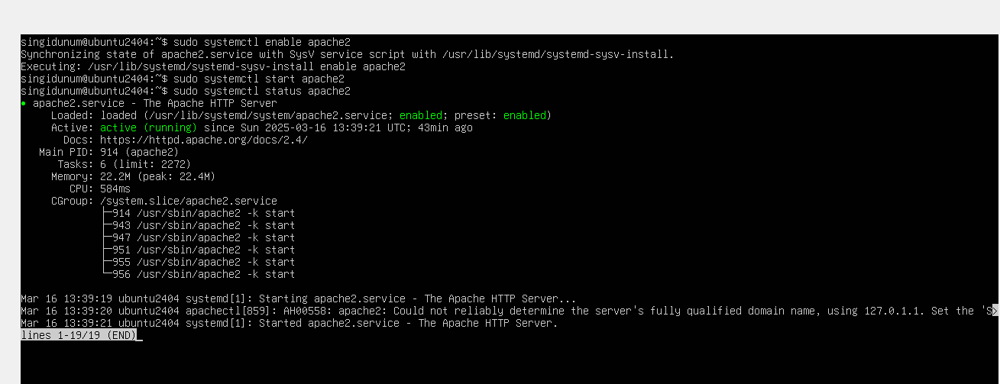 singidunum@ubuntu2404:~$ sudo systemctl enable apache2
Synchronizing state of apache2.service with SysV service script with /usr/lib/systemd/systemd-sysv-install.
Executing: /usr/lib/systemd/systemd-sysv-install enable apache2
singidunum@ubuntu2404:~$ sudo systemctl start apache2
singidunum@ubuntu2404:~$ sudo systemctl status apache2
● apache2.service - The Apache HTTP Server
     Loaded: loaded (/usr/lib/systemd/system/apache2.service; enabled; preset: enabled)
     Active: active (running) since Sun 2025-03-16 13:39:21 UTC; 43min ago
       Docs: https://httpd.apache.org/docs/2.4/
   Main PID: 914 (apache2)
      Tasks: 6 (limit: 2272)
     Memory: 22.2M (peak: 22.4M)
        CPU: 584ms
     CGroup: /system.slice/apache2.service
             ├─914 /usr/sbin/apache2 -k start
             ├─943 /usr/sbin/apache2 -k start
             ├─947 /usr/sbin/apache2 -k start
             ├─951 /usr/sbin/apache2 -k start
             ├─955 /usr/sbin/apache2 -k start
             └─956 /usr/sbin/apache2 -k start
Mar 16 13:39:19 ubuntu2404 systemd[1]: Starting apache2.service - The Apache HTTP Server...
Mar 16 13:39:20 ubuntu2404 apachectl[859]: AH00558: apache2: Could not reliably determine the server's fully qualified domain name, using 127.0.1.1. Set the 'S>
Mar 16 13:39:21 ubuntu2404 systemd[1]: Started apache2.service - The Apache HTTP Server.
lines 1-19/19 (END)